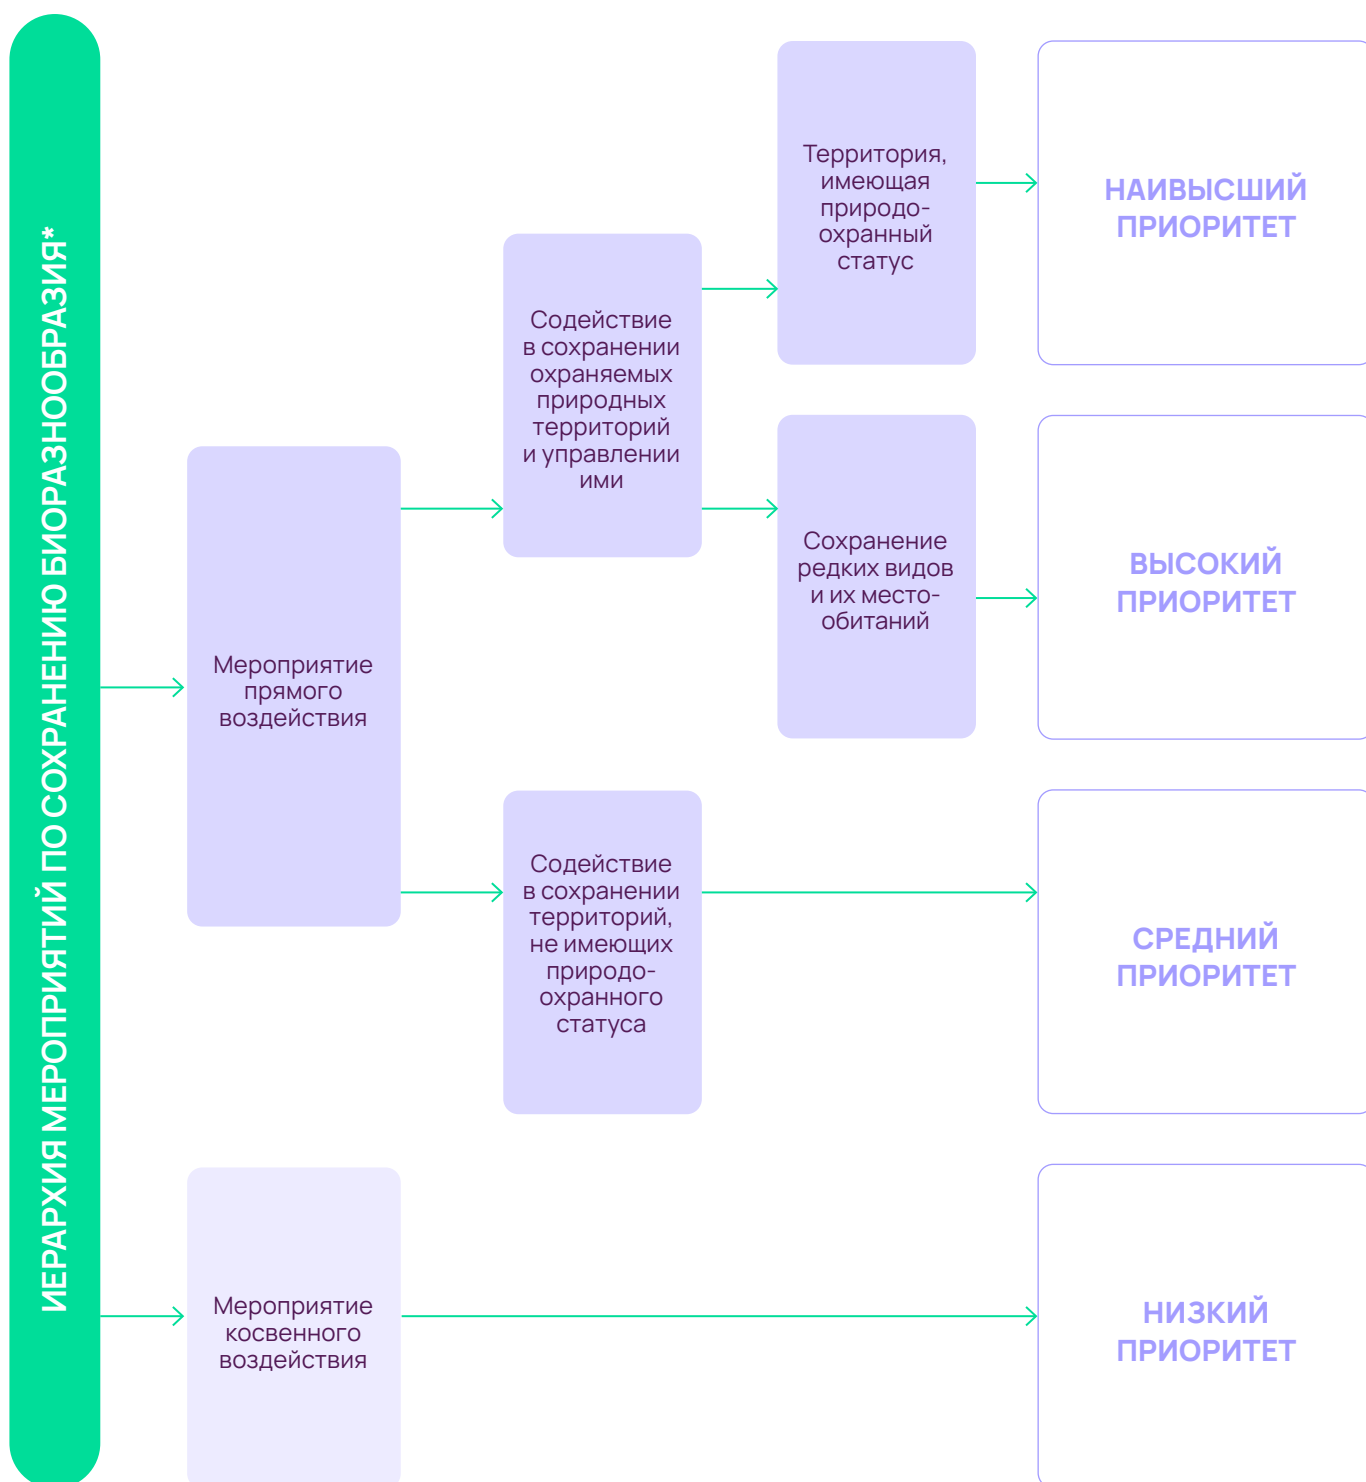 ИЕРАРХИЯ МЕРОПРИЯТИЙ ПО СОХРАНЕНИЮ БИОРАЗНООБРАЗИЯ*
Мероприятие
прямого
воздействия
Содействие
в сохранении
охраняемых
природных
территорий
и управлении
ими
Территория,
имеющая
природо-
охранный
статус
НАИВЫСШИЙ
ПРИОРИТЕТ
Сохранение
редких видов
и их место-
обитаний
ВЫСОКИЙ
ПРИОРИТЕТ
Содействие
в сохранении
территорий,
не имеющих
природо-
охранного
статуса
СРЕДНИЙ
ПРИОРИТЕТ
Мероприятие
косвенного
воздействия
НИЗКИЙ
ПРИОРИТЕТ